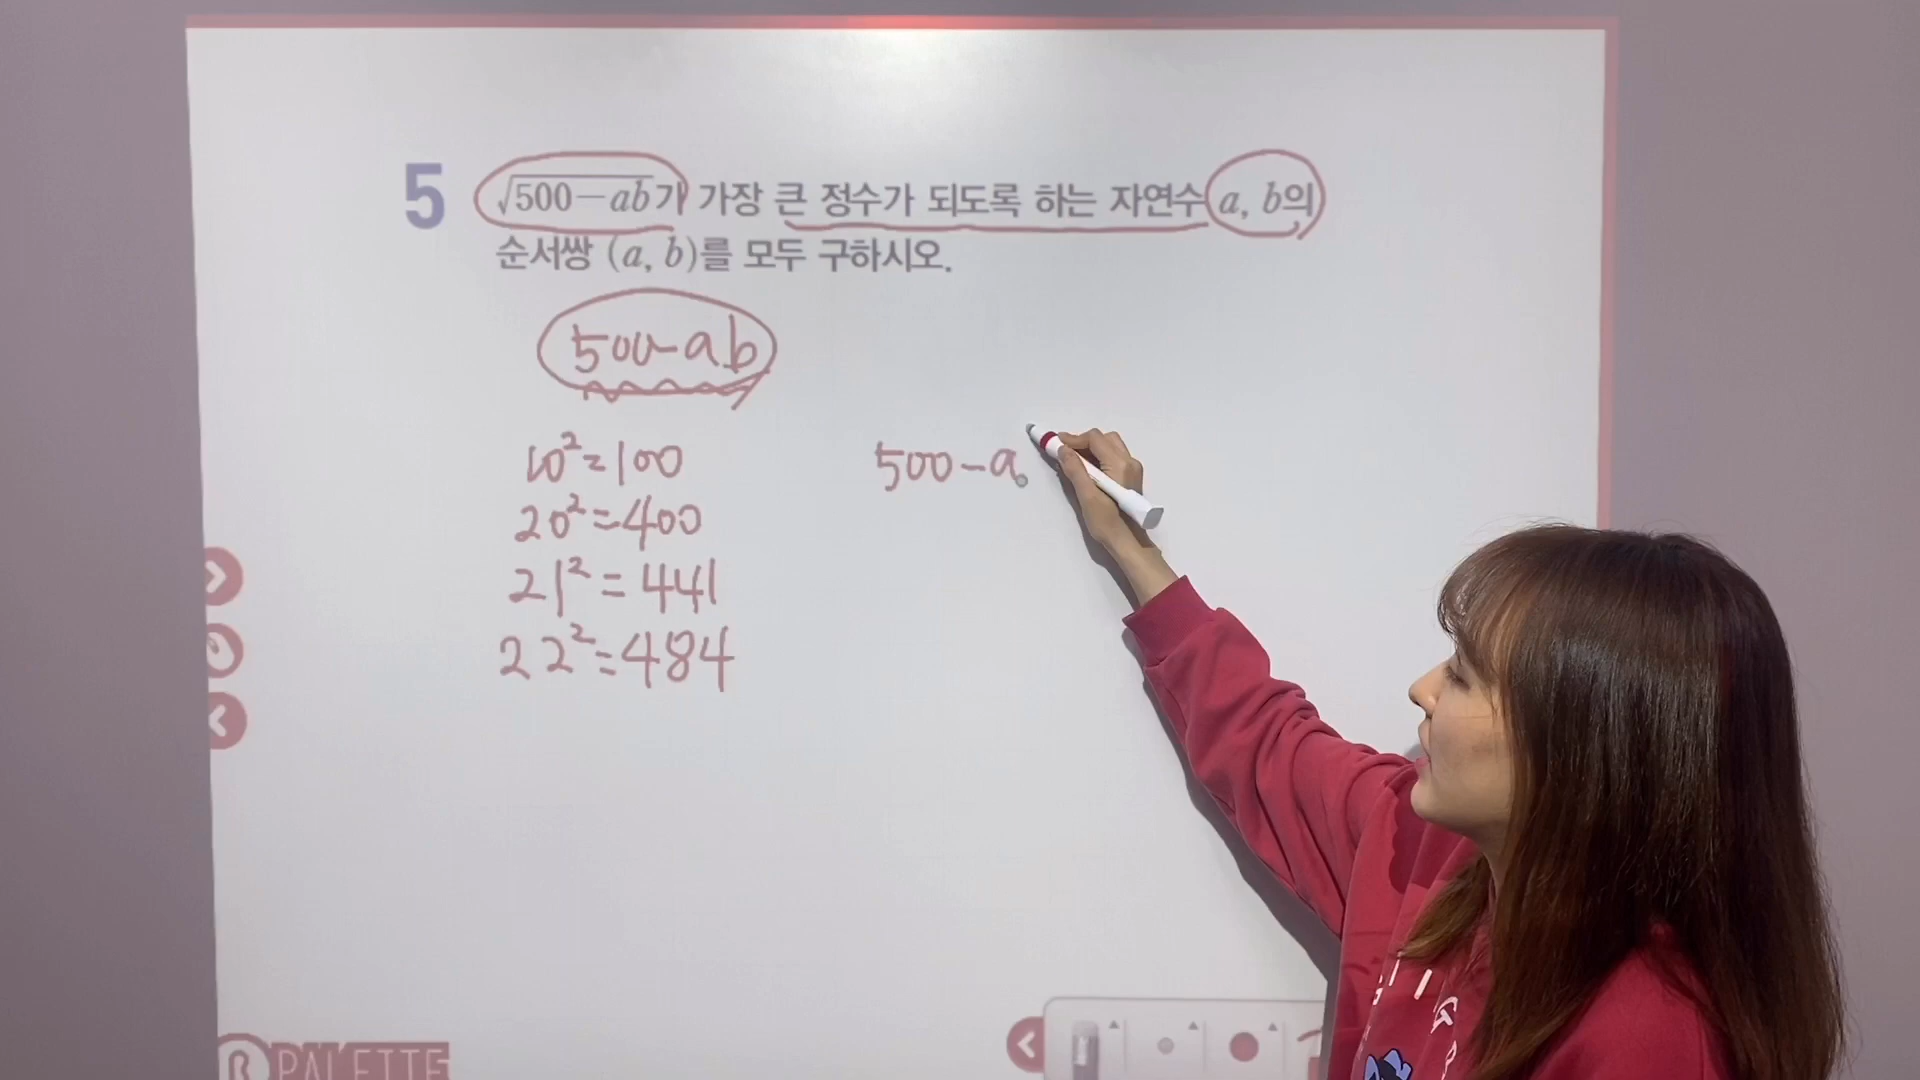 5 √500-ab가 가장 큰 정수가 되도록 하는 자연수 a, b의
순서쌍 (a, b)를 모두 구하시오.
500-ab
10²=100
500-a
20²=400
21²=441
22²=484
PALETTE